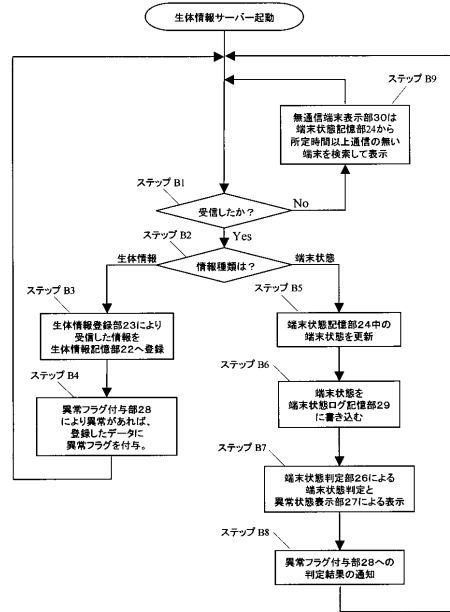 生体情報サーバー起動
ステップ B9
無通信端末表示部30は
端末状態記憶部24から
所定時間以上通信の無い
端末を検索して表示
ステップ B1
受信したか？
No
ステップ B2
Yes
生体情報
情報種類は？
端末状態
ステップ B3
生体情報登録部23により
受信した情報を
生体情報記憶部22へ登録
ステップ B4
異常フラグ付与部28
により異常があれば、
登録したデータに
異常フラグを付与。
ステップ B5
端末状態記憶部24中の
端末状態を更新
ステップ B6
端末状態を
端末状態ログ記憶部29
に書き込む
ステップ B7
端末状態判定部26による
端末状態判定と
異常状態表示部27による表示
ステップ B8
異常フラグ付与部28への
判定結果の通知